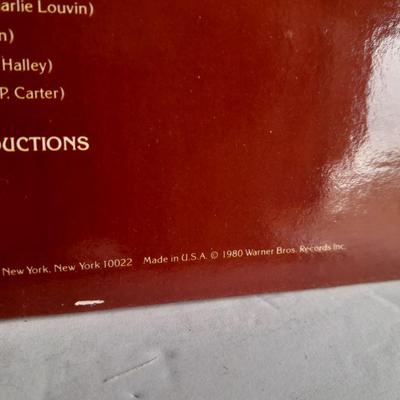 arlie Louvin)
n)
Halley)
P. Carter)
DUCTIONS
New York, New York 10022 Made in U.S.A. © 1980 Warner Bros. Records Inc.